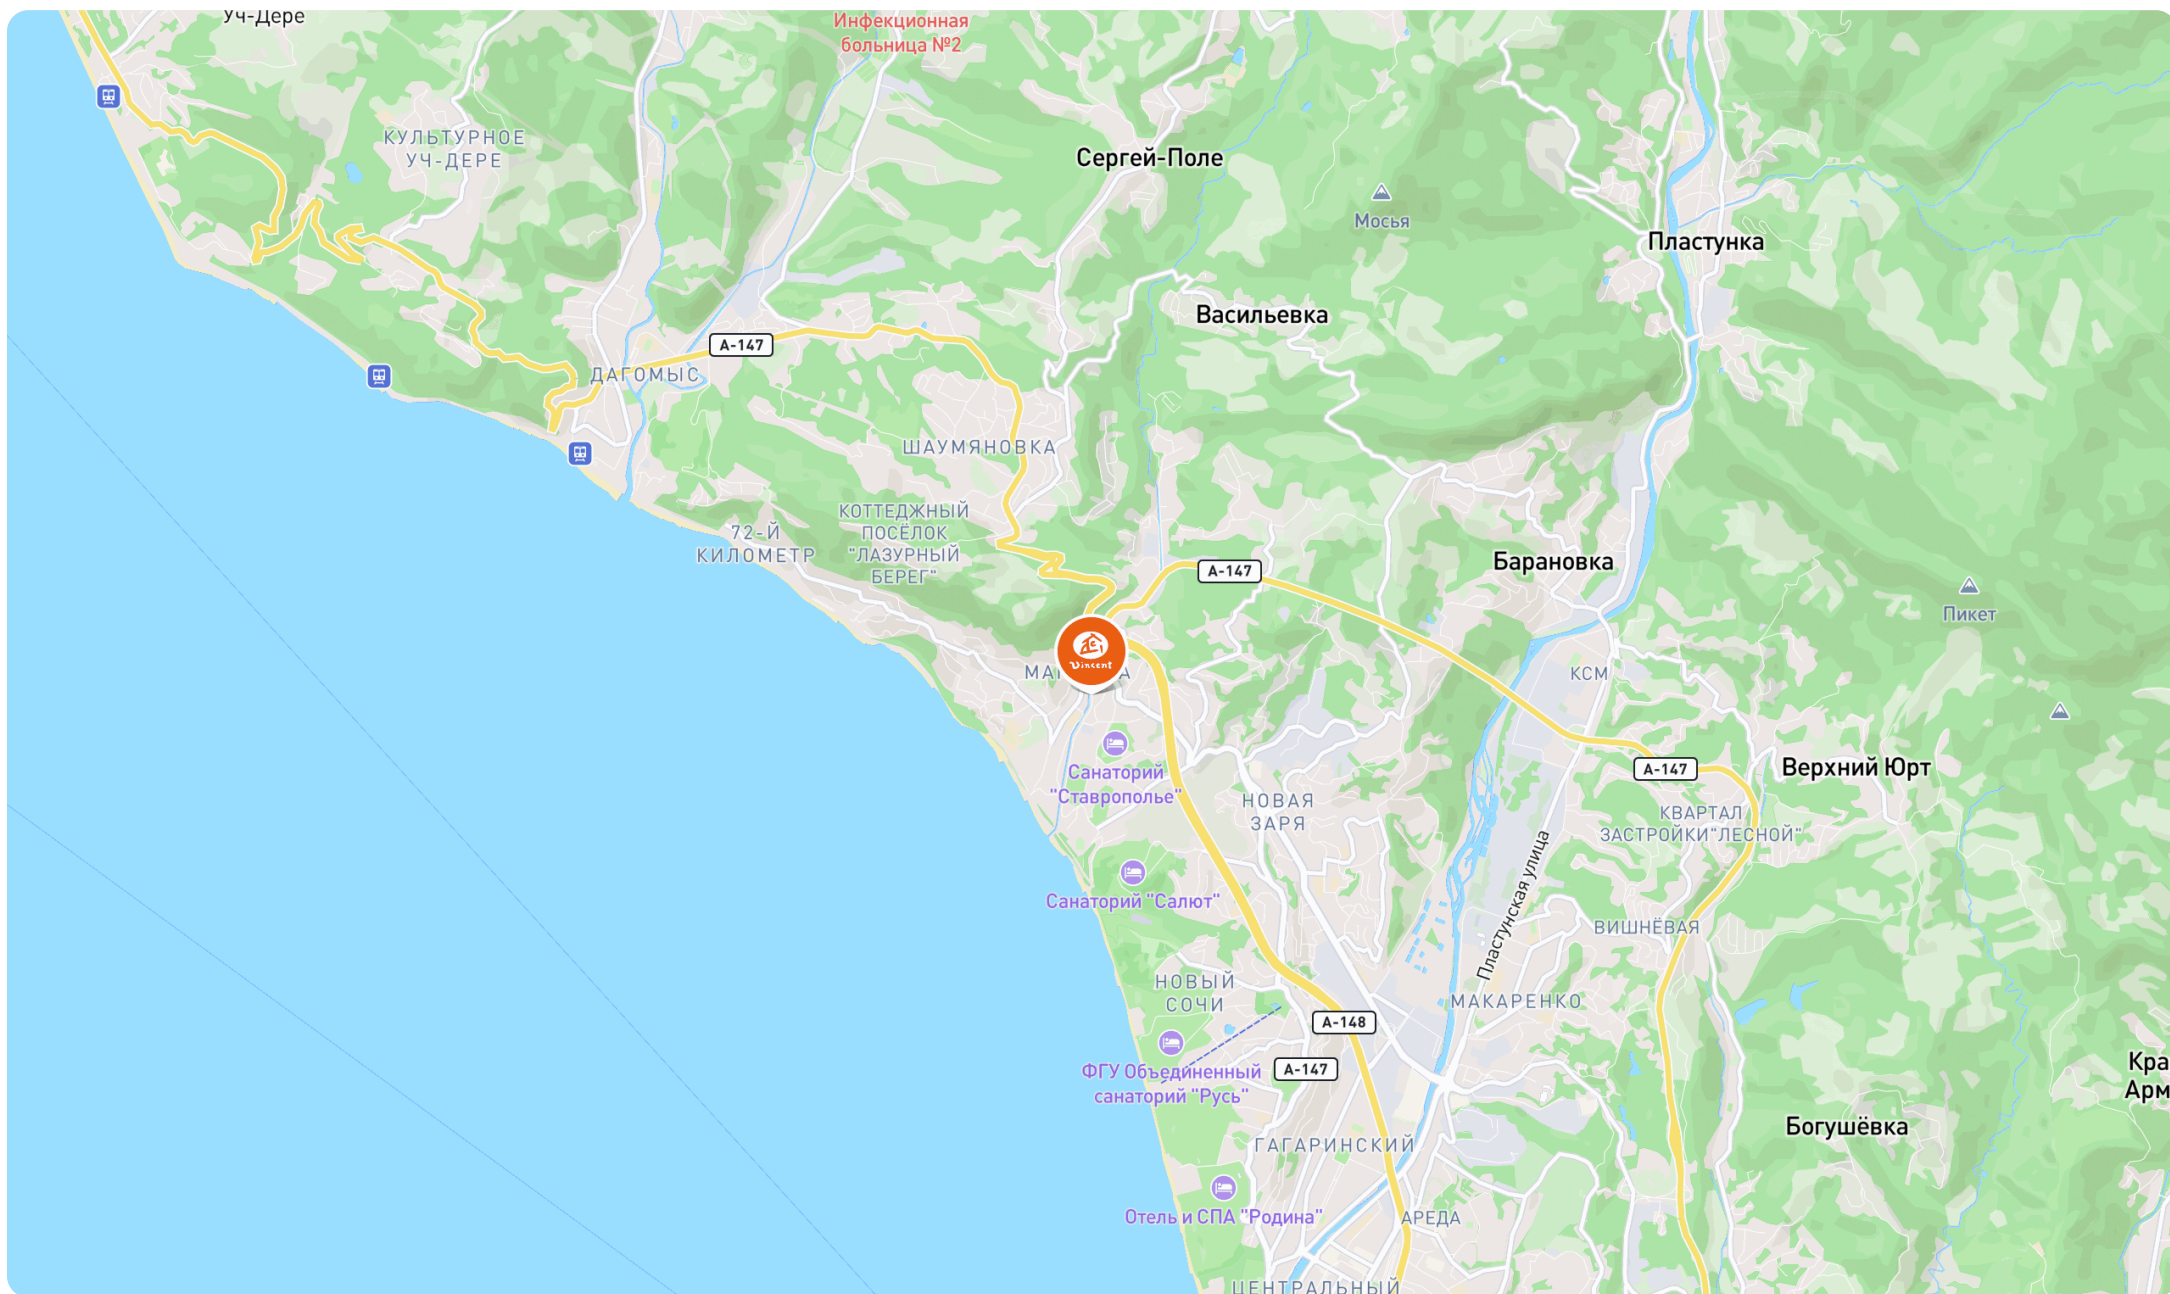 Уч-Дере
Инфекционная
больница №2
КУЛЬТУРНОЕ
УЧ-ДЕРЕ
Сергей-Поле
Мосья
Пластунка
Васильевка
А-147
ДАГОМЫС
ШАУМЯНОВКА
КОТТЕДЖНЫЙ
ПОСЁЛОК
"ЛАЗУРНЫЙ
БЕРЕГ"
72-Й
КИЛОМЕТР
А-147
Барановка
Пикет
Vincent
КСМ
Санаторий
"Ставрополье"
А-147
Верхний Юрт
НОВАЯ
ЗАРЯ
КВАРТАЛ
ЗАСТРОЙКИ"ЛЕСНОЙ"
Пластунская улица
Санаторий "Салют"
ВИШНЁВАЯ
НОВЫЙ
СОЧИ
МАКАРЕНКО
А-148
А-147
ФГУ Объединенный
санаторий "Русь"
Кра
Арм
Богушёвка
ГАГАРИНСКИЙ
Отель и СПА "Родина"
АРЕДА
ЦЕНТРАЛЬНЫЙ